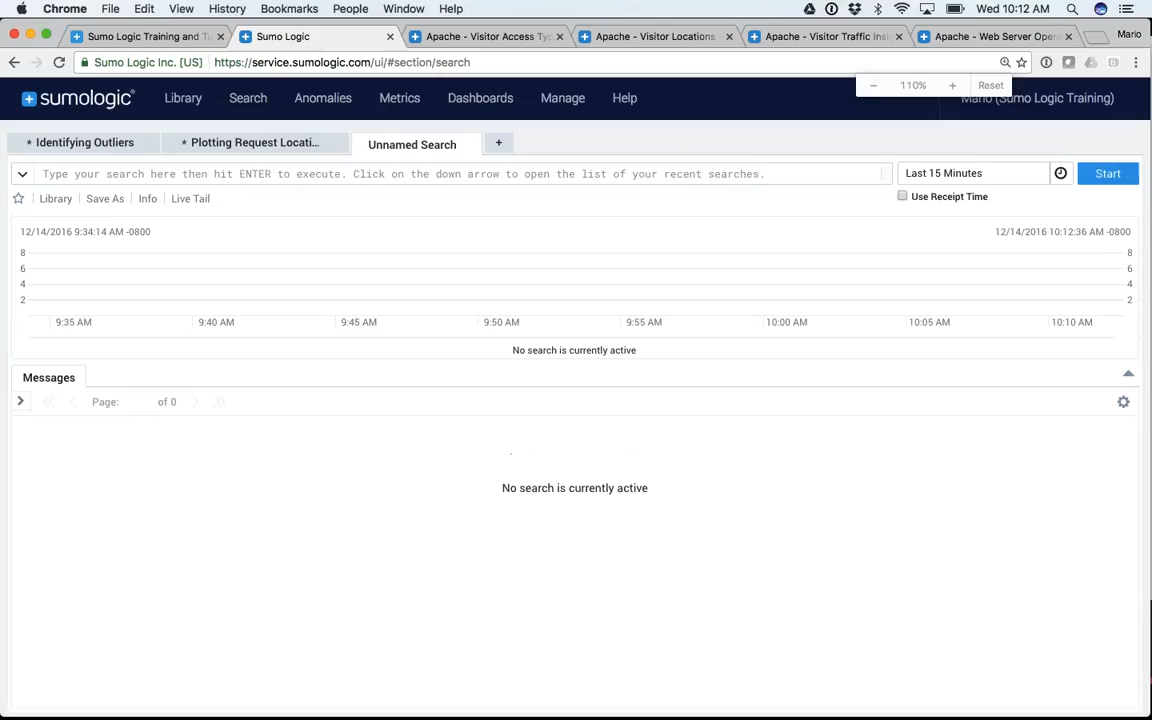 Chrome File Edit View History Bookmarks People Window Help Wed 10:12 AM
Sumo Logic Training and Tu Sumo Logic Apache - Visitor Access Typ Apache - Visitor Locations Apache - Visitor Traffic Insi Apache - Web Server Opera Mario
Sumo Logic Inc. [US] https://service.sumologic.com/ui/#section/search
− 110% + Reset
sumologic Library Search Anomalies Metrics Dashboards Manage Help Mario (Sumo Logic Training)
* Identifying Outliers * Plotting Request Locati... Unnamed Search +
Type your search here then hit ENTER to execute. Click on the down arrow to open the list of your recent searches. Last 15 Minutes Start
Library Save As Info Live Tail Use Receipt Time
12/14/2016 9:34:14 AM -0800 12/14/2016 10:12:36 AM -0800
8 8
6 6
4 4
2 2
9:35 AM 9:40 AM 9:45 AM 9:50 AM 9:55 AM 10:00 AM 10:05 AM 10:10 AM
No search is currently active
Messages
Page: of 0
No search is currently active